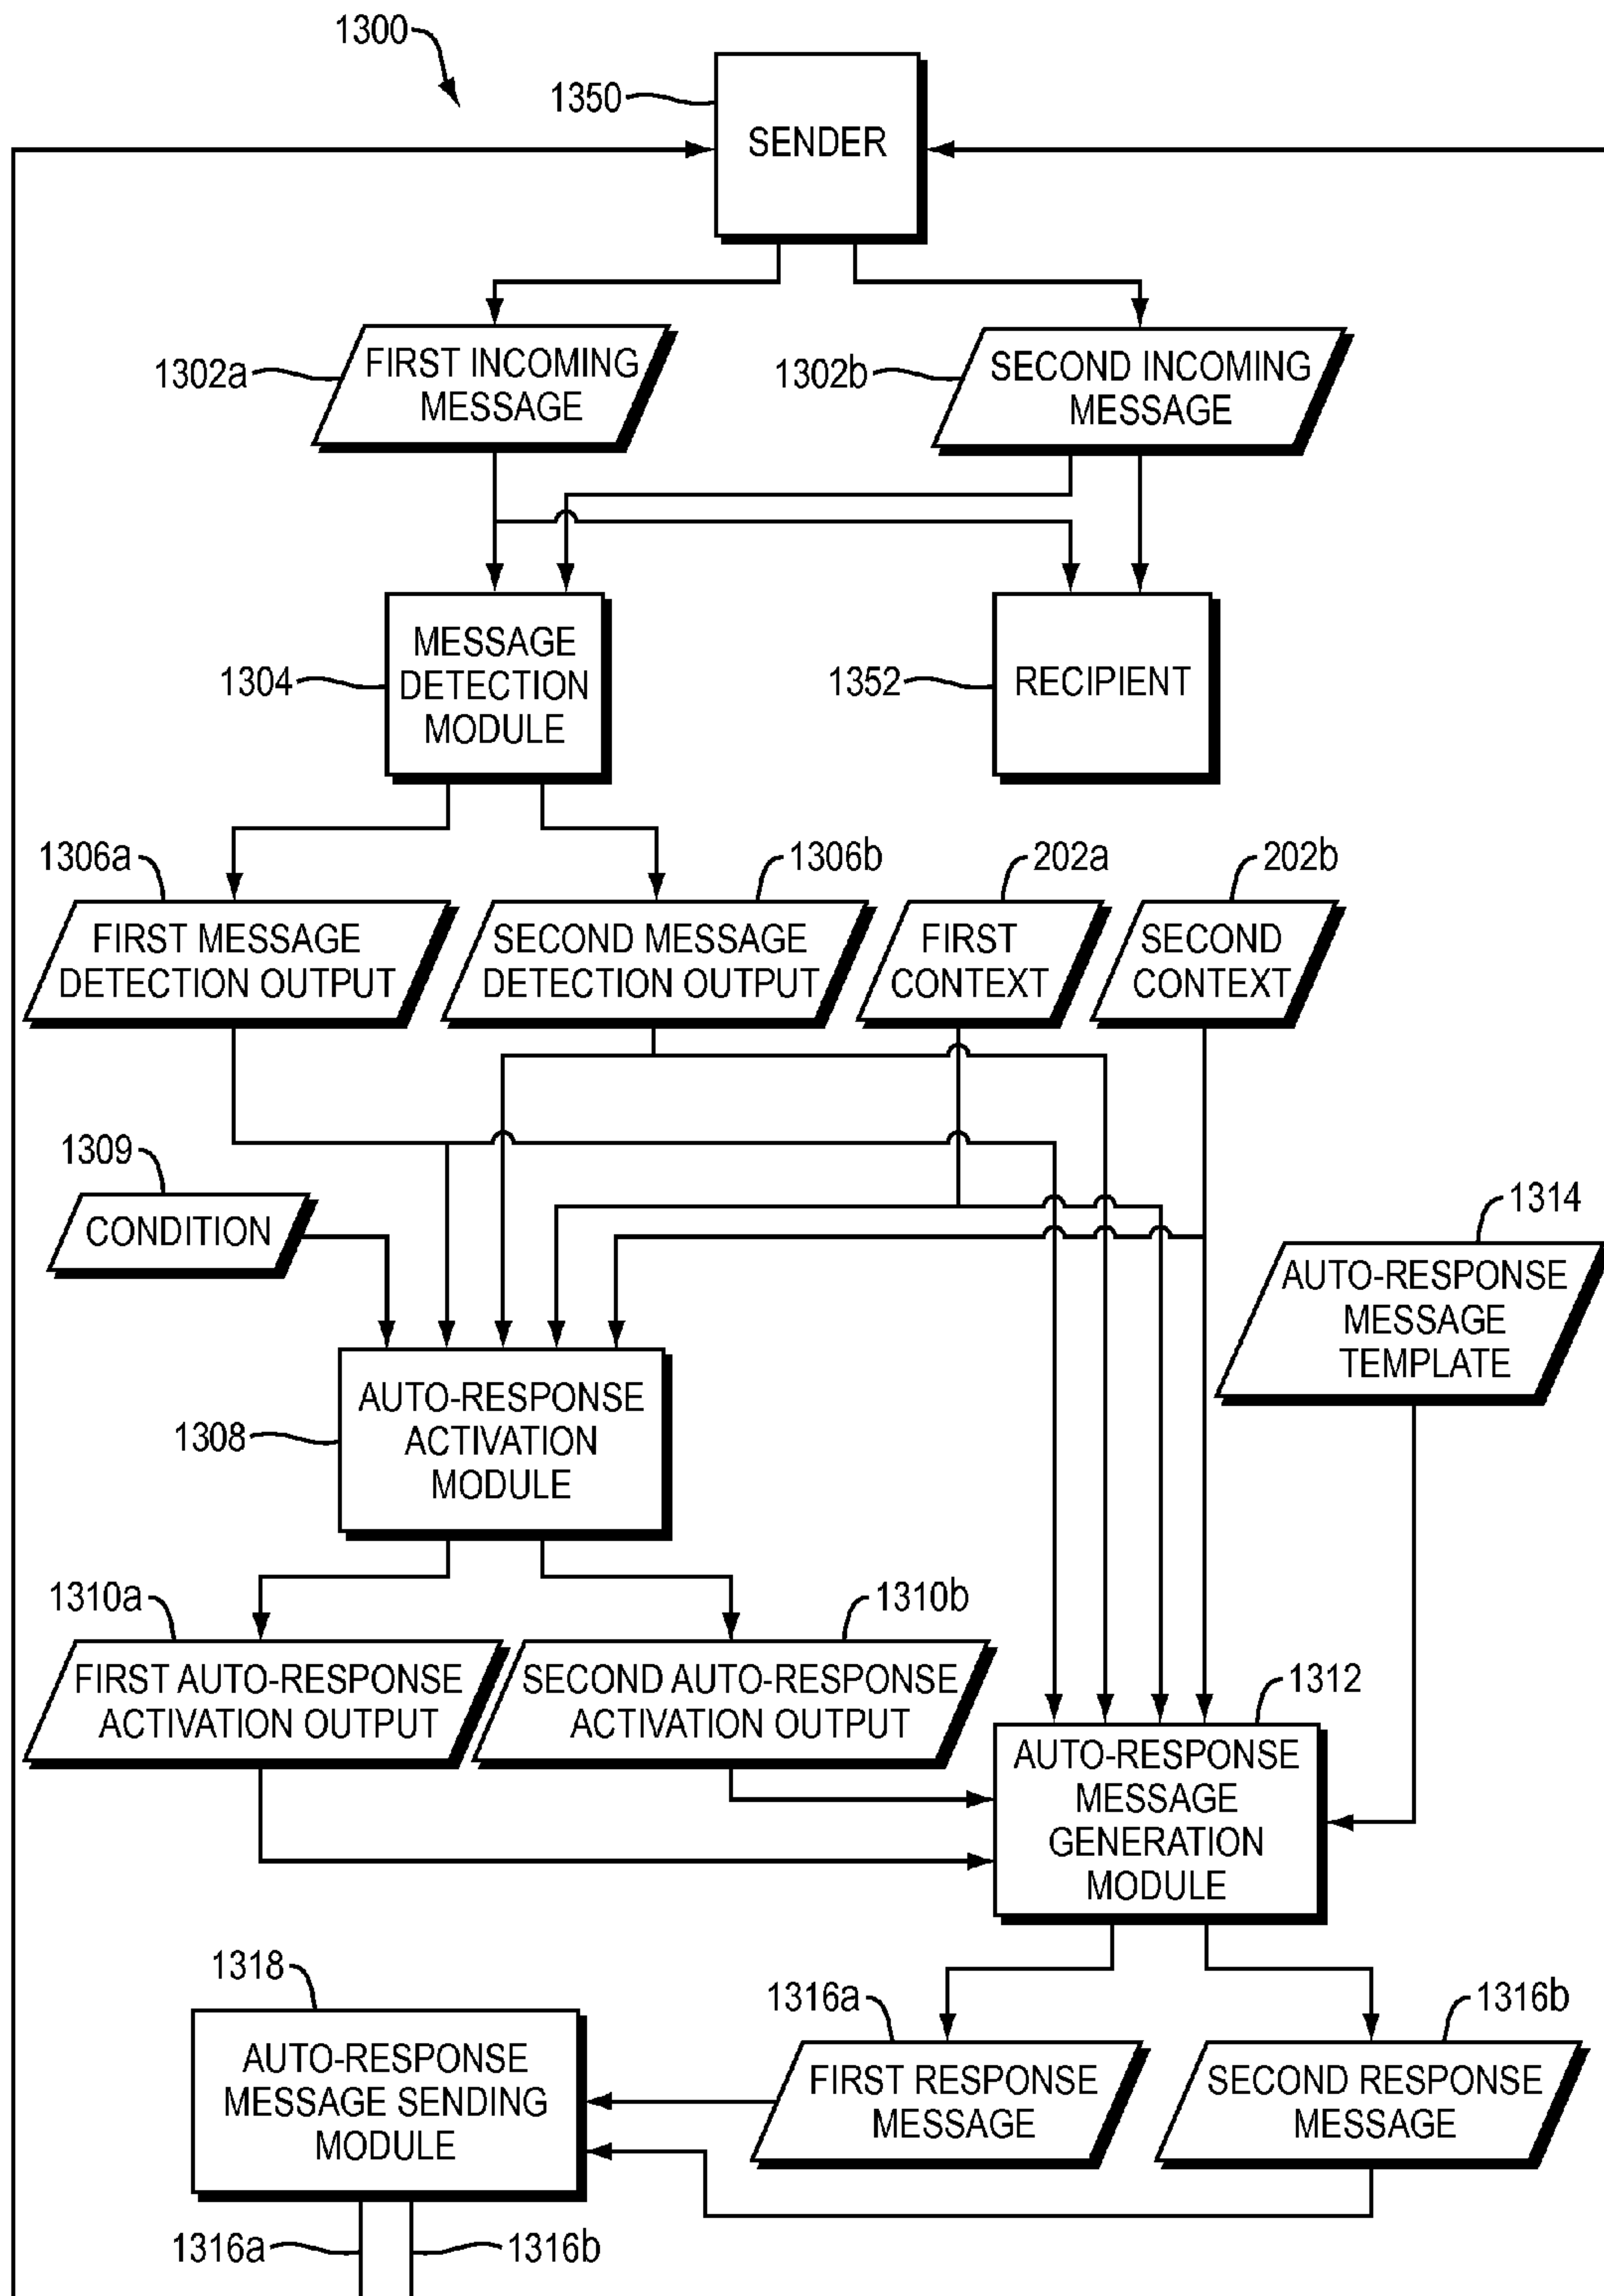 1300
1350
SENDER
1302a
FIRST INCOMING
MESSAGE
1302b
SECOND INCOMING
MESSAGE
1304
MESSAGE
DETECTION
MODULE
1352
RECIPIENT
1306a
1306b
202a
202b
FIRST MESSAGE
DETECTION OUTPUT
SECOND MESSAGE
DETECTION OUTPUT
FIRST
CONTEXT
SECOND
CONTEXT
1309
CONDITION
1314
AUTO-RESPONSE
MESSAGE
TEMPLATE
1308
AUTO-RESPONSE
ACTIVATION
MODULE
1310a
1310b
FIRST AUTO-RESPONSE
ACTIVATION OUTPUT
SECOND AUTO-RESPONSE
ACTIVATION OUTPUT
1312
AUTO-RESPONSE
MESSAGE
GENERATION
MODULE
1318
AUTO-RESPONSE
MESSAGE SENDING
MODULE
1316a
FIRST RESPONSE
MESSAGE
1316b
SECOND RESPONSE
MESSAGE
1316a
1316b